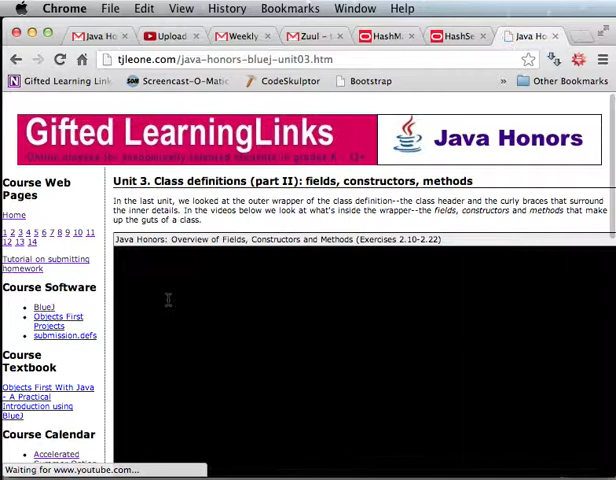 Chrome File Edit View History Bookmarks Window Help
Java Ho
Upload
Weekly
Zuul –
HashM
HashSe
Java Ho
tjleone.com/java-honors-bluej-unit03.htm
Gifted Learning Link
Screencast-O-Matic
CodeSkulptor
Bootstrap
» Other Bookmarks
Gifted LearningLinks
Java Honors
Course Web
Pages
Home
1 2 3 4 5 6 7 8 9 10 11
12 13 14
Tutorial on submitting
homework
Course Software
• BlueJ
• Objects First
Projects
• submission.defs
Course
Textbook
Objects First With Java
- A Practical
Introduction using
BlueJ
Course Calendar
• Accelerated
Unit 3. Class definitions (part II): fields, constructors, methods
In the last unit, we looked at the outer wrapper of the class definition--the class header and the curly braces that surround
the inner details. In the videos below we look at what's inside the wrapper--the fields, constructors and methods that make
up the guts of a class.
Java Honors: Overview of Fields, Constructors and Methods (Exercises 2.10-2.22)
Waiting for www.youtube.com...